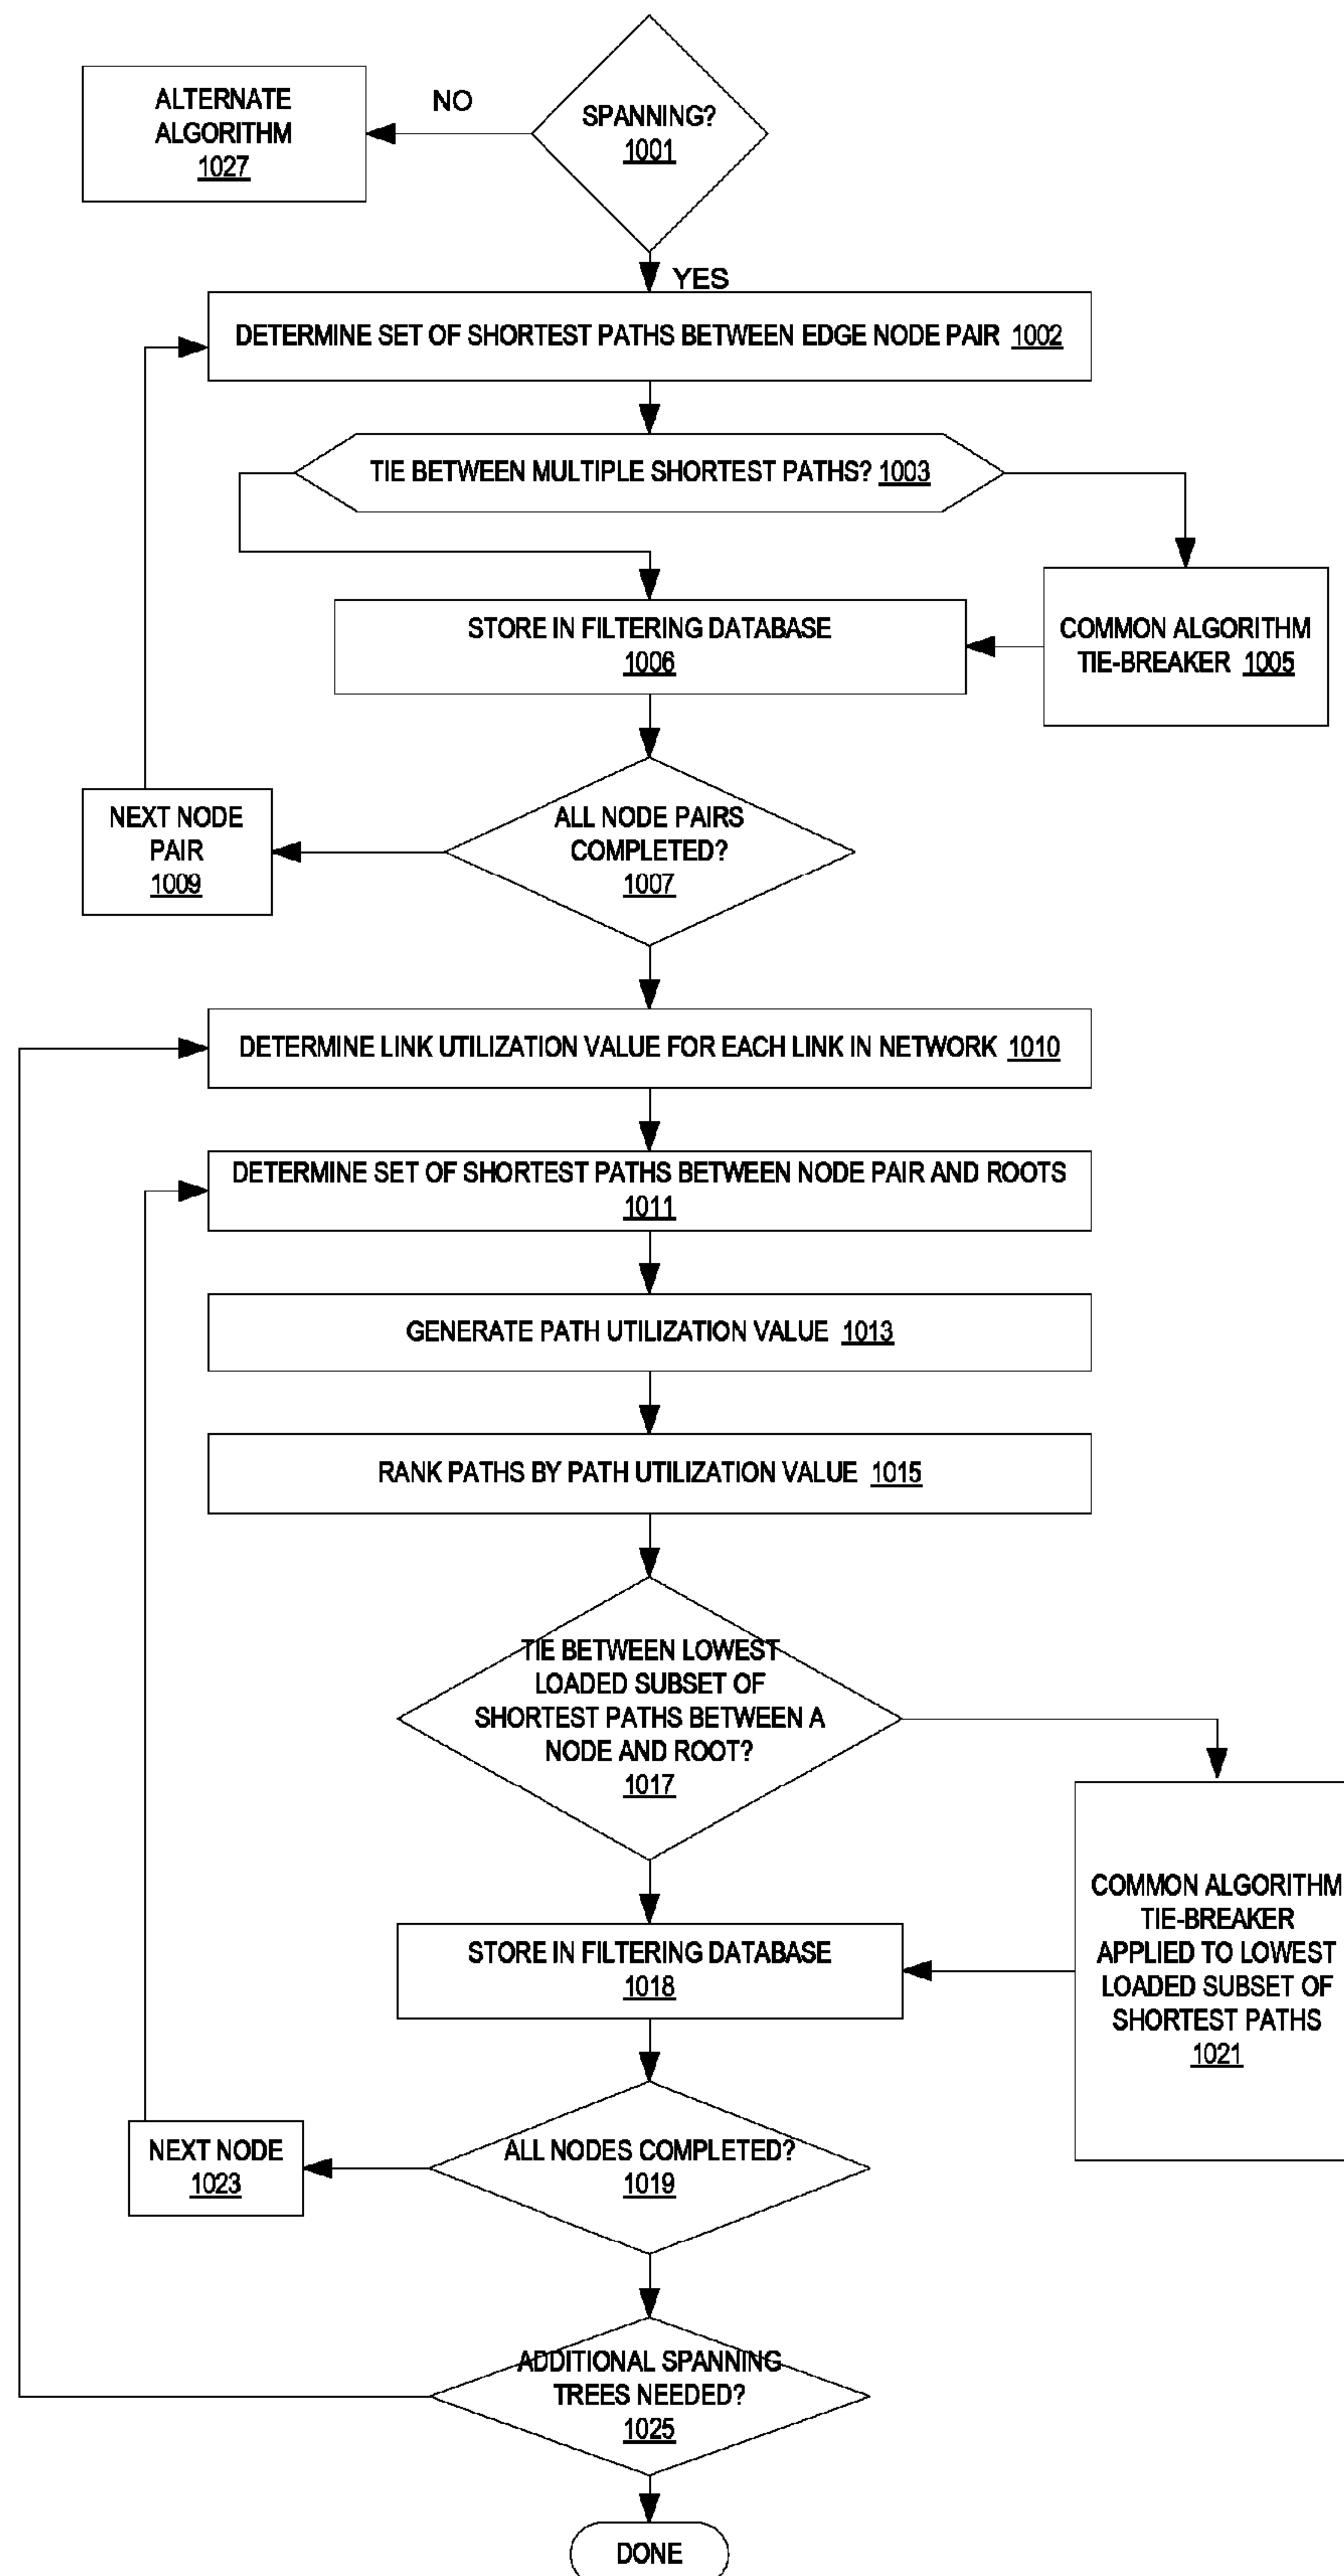 SPANNING?
1001
NO
ALTERNATE
ALGORITHM
1027
YES
DETERMINE SET OF SHORTEST PATHS BETWEEN EDGE NODE PAIR 1002
TIE BETWEEN MULTIPLE SHORTEST PATHS? 1003
STORE IN FILTERING DATABASE
1006
COMMON ALGORITHM
TIE-BREAKER 1005
ALL NODE PAIRS
COMPLETED?
1007
NEXT NODE
PAIR
1009
DETERMINE LINK UTILIZATION VALUE FOR EACH LINK IN NETWORK 1010
DETERMINE SET OF SHORTEST PATHS BETWEEN NODE PAIR AND ROOTS
1011
GENERATE PATH UTILIZATION VALUE 1013
RANK PATHS BY PATH UTILIZATION VALUE 1015
TIE BETWEEN LOWEST
LOADED SUBSET OF
SHORTEST PATHS BETWEEN A
NODE AND ROOT?
1017
STORE IN FILTERING DATABASE
1018
COMMON ALGORITHM
TIE-BREAKER
APPLIED TO LOWEST
LOADED SUBSET OF
SHORTEST PATHS
1021
ALL NODES COMPLETED?
1019
NEXT NODE
1023
ADDITIONAL SPANNING
TREES NEEDED?
1025
DONE